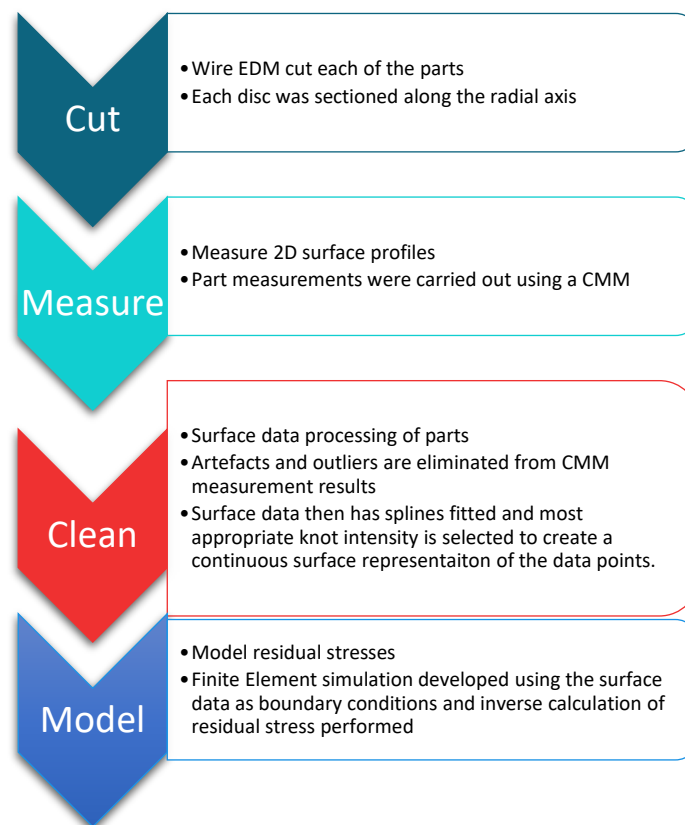 Cut
•Wire EDM cut each of the parts
•Each disc was sectioned along the radial axis
Measure
•Measure 2D surface profiles
•Part measurements were carried out using a CMM
Clean
•Surface data processing of parts
•Artefacts and outliers are eliminated from CMM
measurement results
•Surface data then has splines fitted and most
appropriate knot intensity is selected to create a
continuous surface representaiton of the data points.
Model
•Model residual stresses
•Finite Element simulation developed using the surface
data as boundary conditions and inverse calculation of
residual stress performed